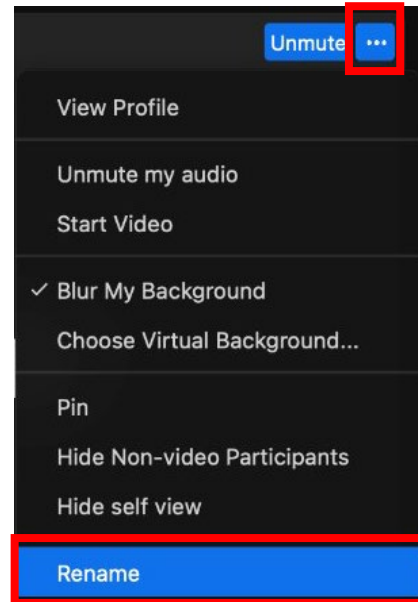 Unmute ...
View Profile
Unmute my audio
Start Video
✓ Blur My Background
Choose Virtual Background...
Pin
Hide Non-video Participants
Hide self view
Rename